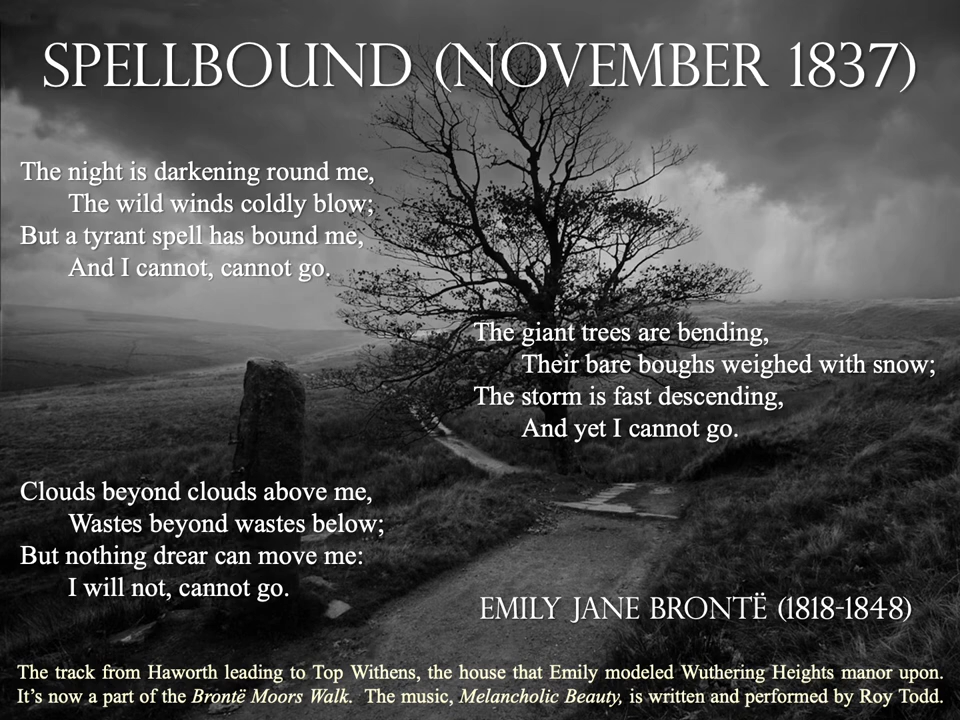 SPELLBOUND (NOVEMBER 1837)
The night is darkening round me,
The wild winds coldly blow;
But a tyrant spell has bound me,
And I cannot, cannot go.
The giant trees are bending,
Their bare boughs weighed with snow;
The storm is fast descending,
And yet I cannot go.
Clouds beyond clouds above me,
Wastes beyond wastes below;
But nothing drear can move me:
I will not, cannot go.
EMILY JANE BRONTË (1818-1848)
The track from Haworth leading to Top Withens, the house that Emily modeled Wuthering Heights manor upon.
It’s now a part of the Brontë Moors Walk. The music, Melancholic Beauty, is written and performed by Roy Todd.